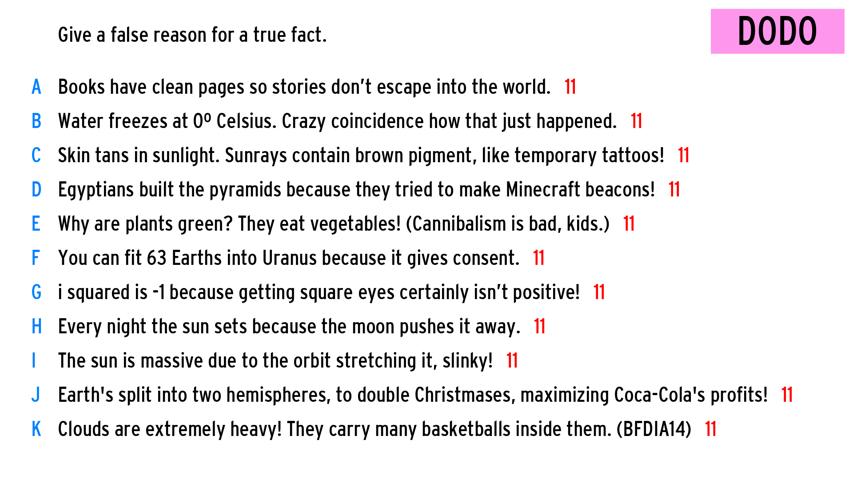 Give a false reason for a true fact.
DODO
A Books have clean pages so stories don't escape into the world. 11
B Water freezes at 0º Celsius. Crazy coincidence how that just happened. 11
C Skin tans in sunlight. Sunrays contain brown pigment, like temporary tattoos! 11
D Egyptians built the pyramids because they tried to make Minecraft beacons! 11
E Why are plants green? They eat vegetables! (Cannibalism is bad, kids.) 11
F You can fit 63 Earths into Uranus because it gives consent. 11
G i squared is -1 because getting square eyes certainly isn't positive! 11
H Every night the sun sets because the moon pushes it away. 11
I The sun is massive due to the orbit stretching it, slinky! 11
J Earth's split into two hemispheres, to double Christmases, maximizing Coca-Cola's profits! 11
K Clouds are extremely heavy! They carry many basketballs inside them. (BFDIA14) 11